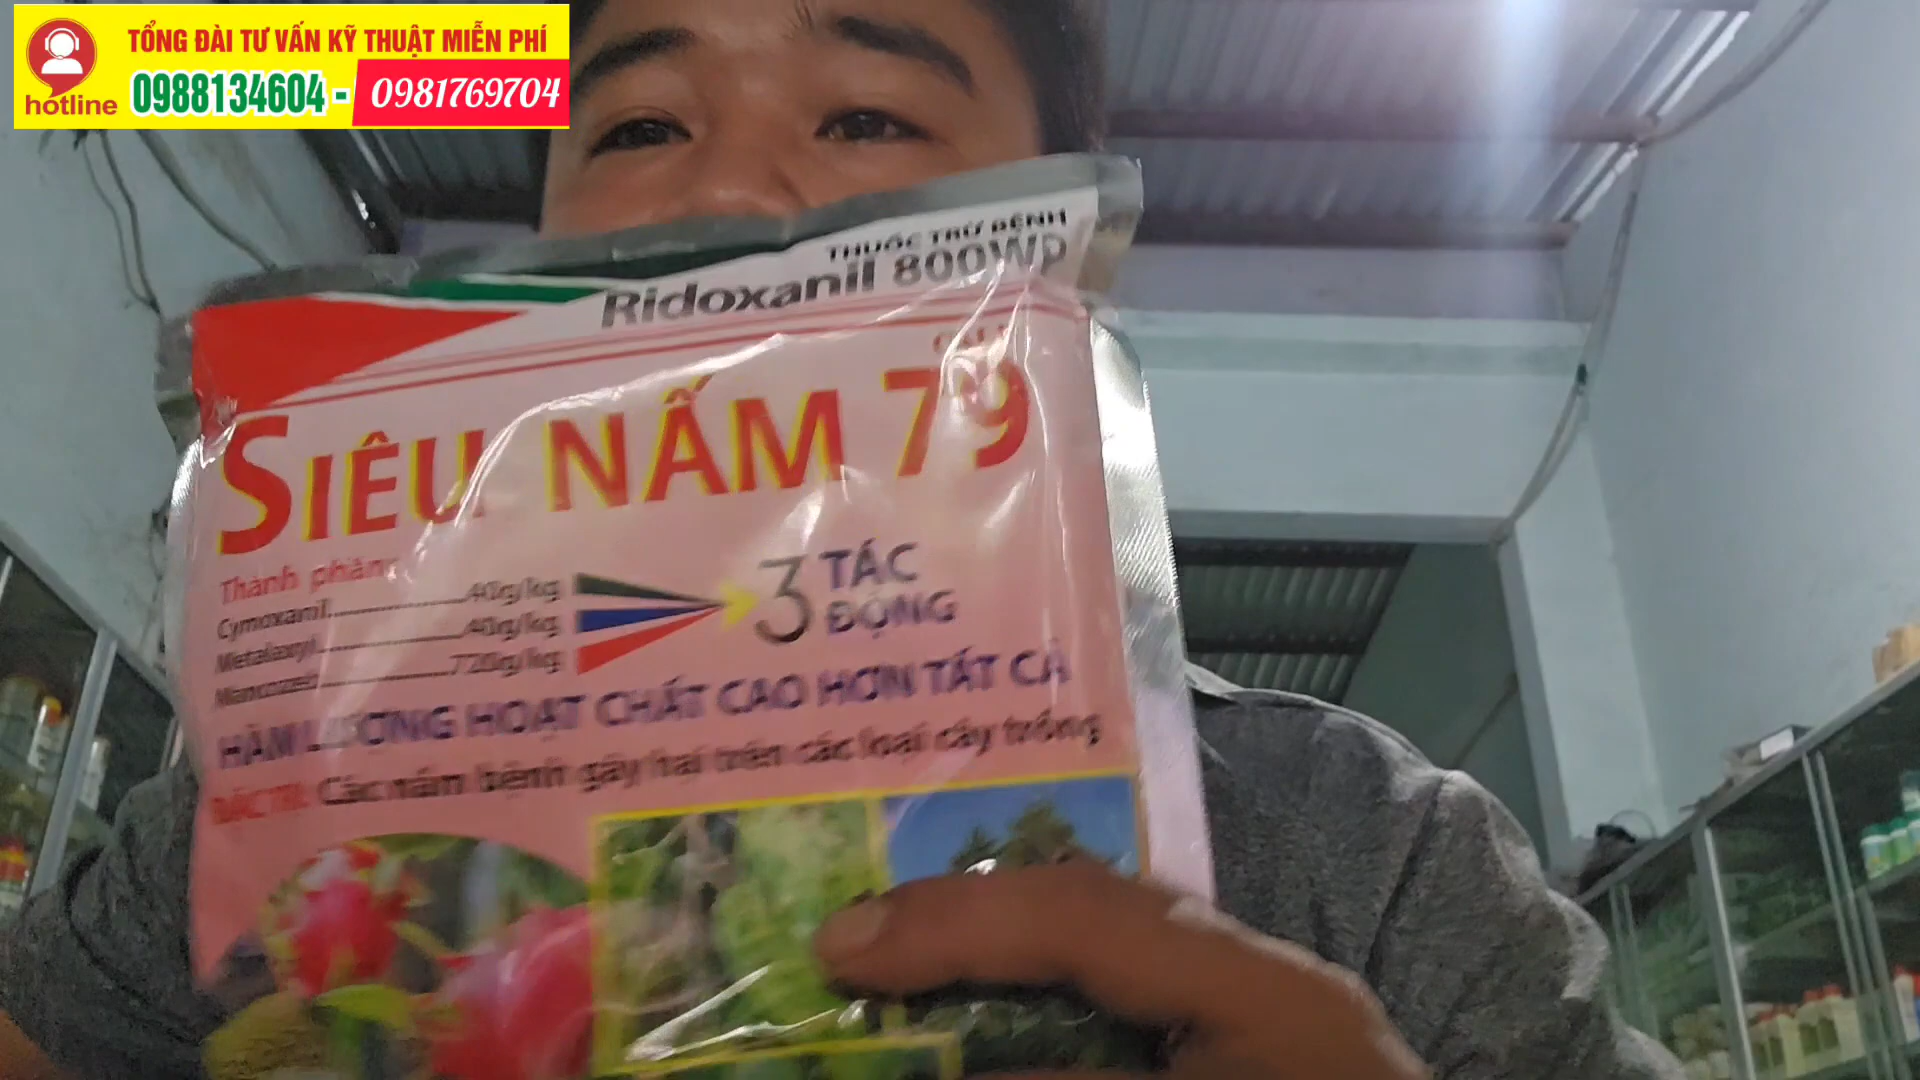 TỔNG ĐÀI TƯ VẤN KỸ THUẬT MIỄN PHÍ
hotline
0988134604 - 0981769704
THUỐC TRỪ BỆNH
Ridoxanil 800WP
SIÊU NẤM 79
Thành phần:
Cymoxanil..................40g/kg
Metalaxyl...................40g/kg
Mancozeb.................720g/kg
3 TÁC
ĐỘNG
HÀM LƯỢNG HOẠT CHẤT CAO HƠN TẤT CẢ
ĐẶC TRỊ: Các nấm bệnh gây hại trên các loại cây trồng